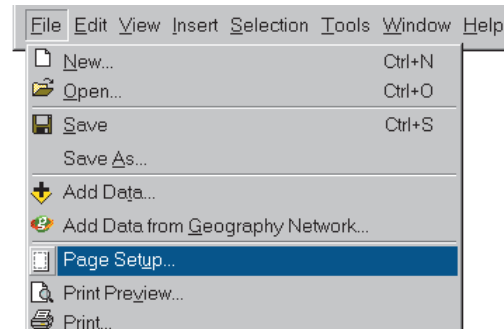 File Edit View Insert Selection Tools Window Help
New... Ctrl+N
Open... Ctrl+O
Save Ctrl+S
Save As...
Add Data...
Add Data from Geography Network...
Page Setup...
Print Preview...
Print...